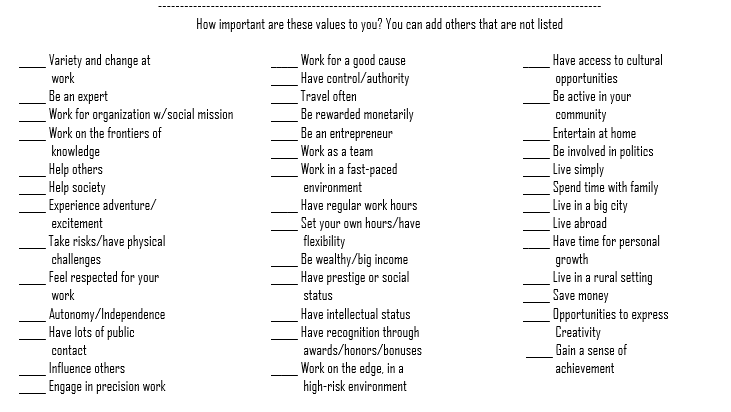 How important are these values to you? You can add others that are not listed
____ Variety and change at
work
____ Be an expert
____ Work for organization w/social mission
____ Work on the frontiers of
knowledge
____ Help others
____ Help society
____ Experience adventure/
excitement
____ Take risks/have physical
challenges
____ Feel respected for your
work
____ Autonomy/Independence
____ Have lots of public
contact
____ Influence others
____ Engage in precision work
____ Work for a good cause
____ Have control/authority
____ Travel often
____ Be rewarded monetarily
____ Be an entrepreneur
____ Work as a team
____ Work in a fast-paced
environment
____ Have regular work hours
____ Set your own hours/have
flexibility
____ Be wealthy/big income
____ Have prestige or social
status
____ Have intellectual status
____ Have recognition through
awards/honors/bonuses
____ Work on the edge, in a
high-risk environment
____ Have access to cultural
opportunities
____ Be active in your
community
____ Entertain at home
____ Be involved in politics
____ Live simply
____ Spend time with family
____ Live in a big city
____ Live abroad
____ Have time for personal
growth
____ Live in a rural setting
____ Save money
____ Opportunities to express
Creativity
____ Gain a sense of
achievement